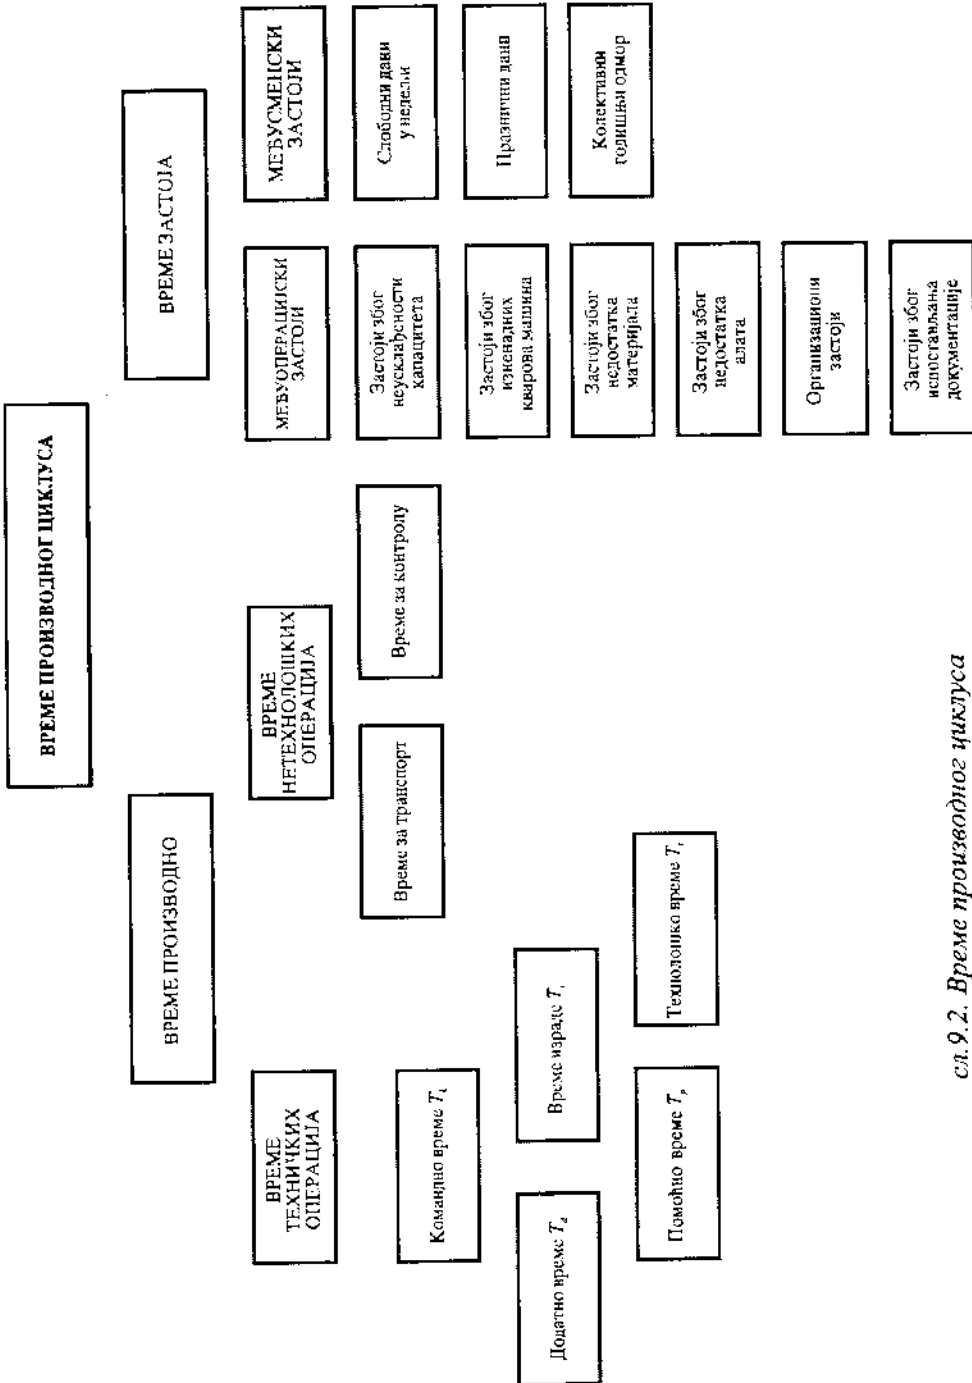 ВРЕМЕ ПРОИЗВОДНОГ ЦИКЛУСА
ВРЕМЕ ПРОИЗВОДНО
ВРЕМЕ ЗАСТОЈА
ВРЕМЕ
ТЕХНИЧКИХ
ОПЕРАЦИЈА
ВРЕМЕ
НЕТЕХНОЛОШКИХ
ОПЕРАЦИЈА
МЕЂУОПЕРАЦИЈСКИ
ЗАСТОЈИ
МЕЂУСМЕНСКИ
ЗАСТОЈИ
Командно време
Време за транспорт
Време за контролу
Застоји због
неусклађености
капацитета
Слободни дани
у недељи
Додатно време Td
Време израде
Застоји због
изненадних
кварова машина
Празнични дани
Застоји због
недостатка
материјала
Колективни
годишњи одмор
Помоћно време Tp
Технолошко време
Застоји због
недостатка
алата
Организациони
застоји
Застоји због
испостављања
документације
сл.9.2. Време производног циклуса